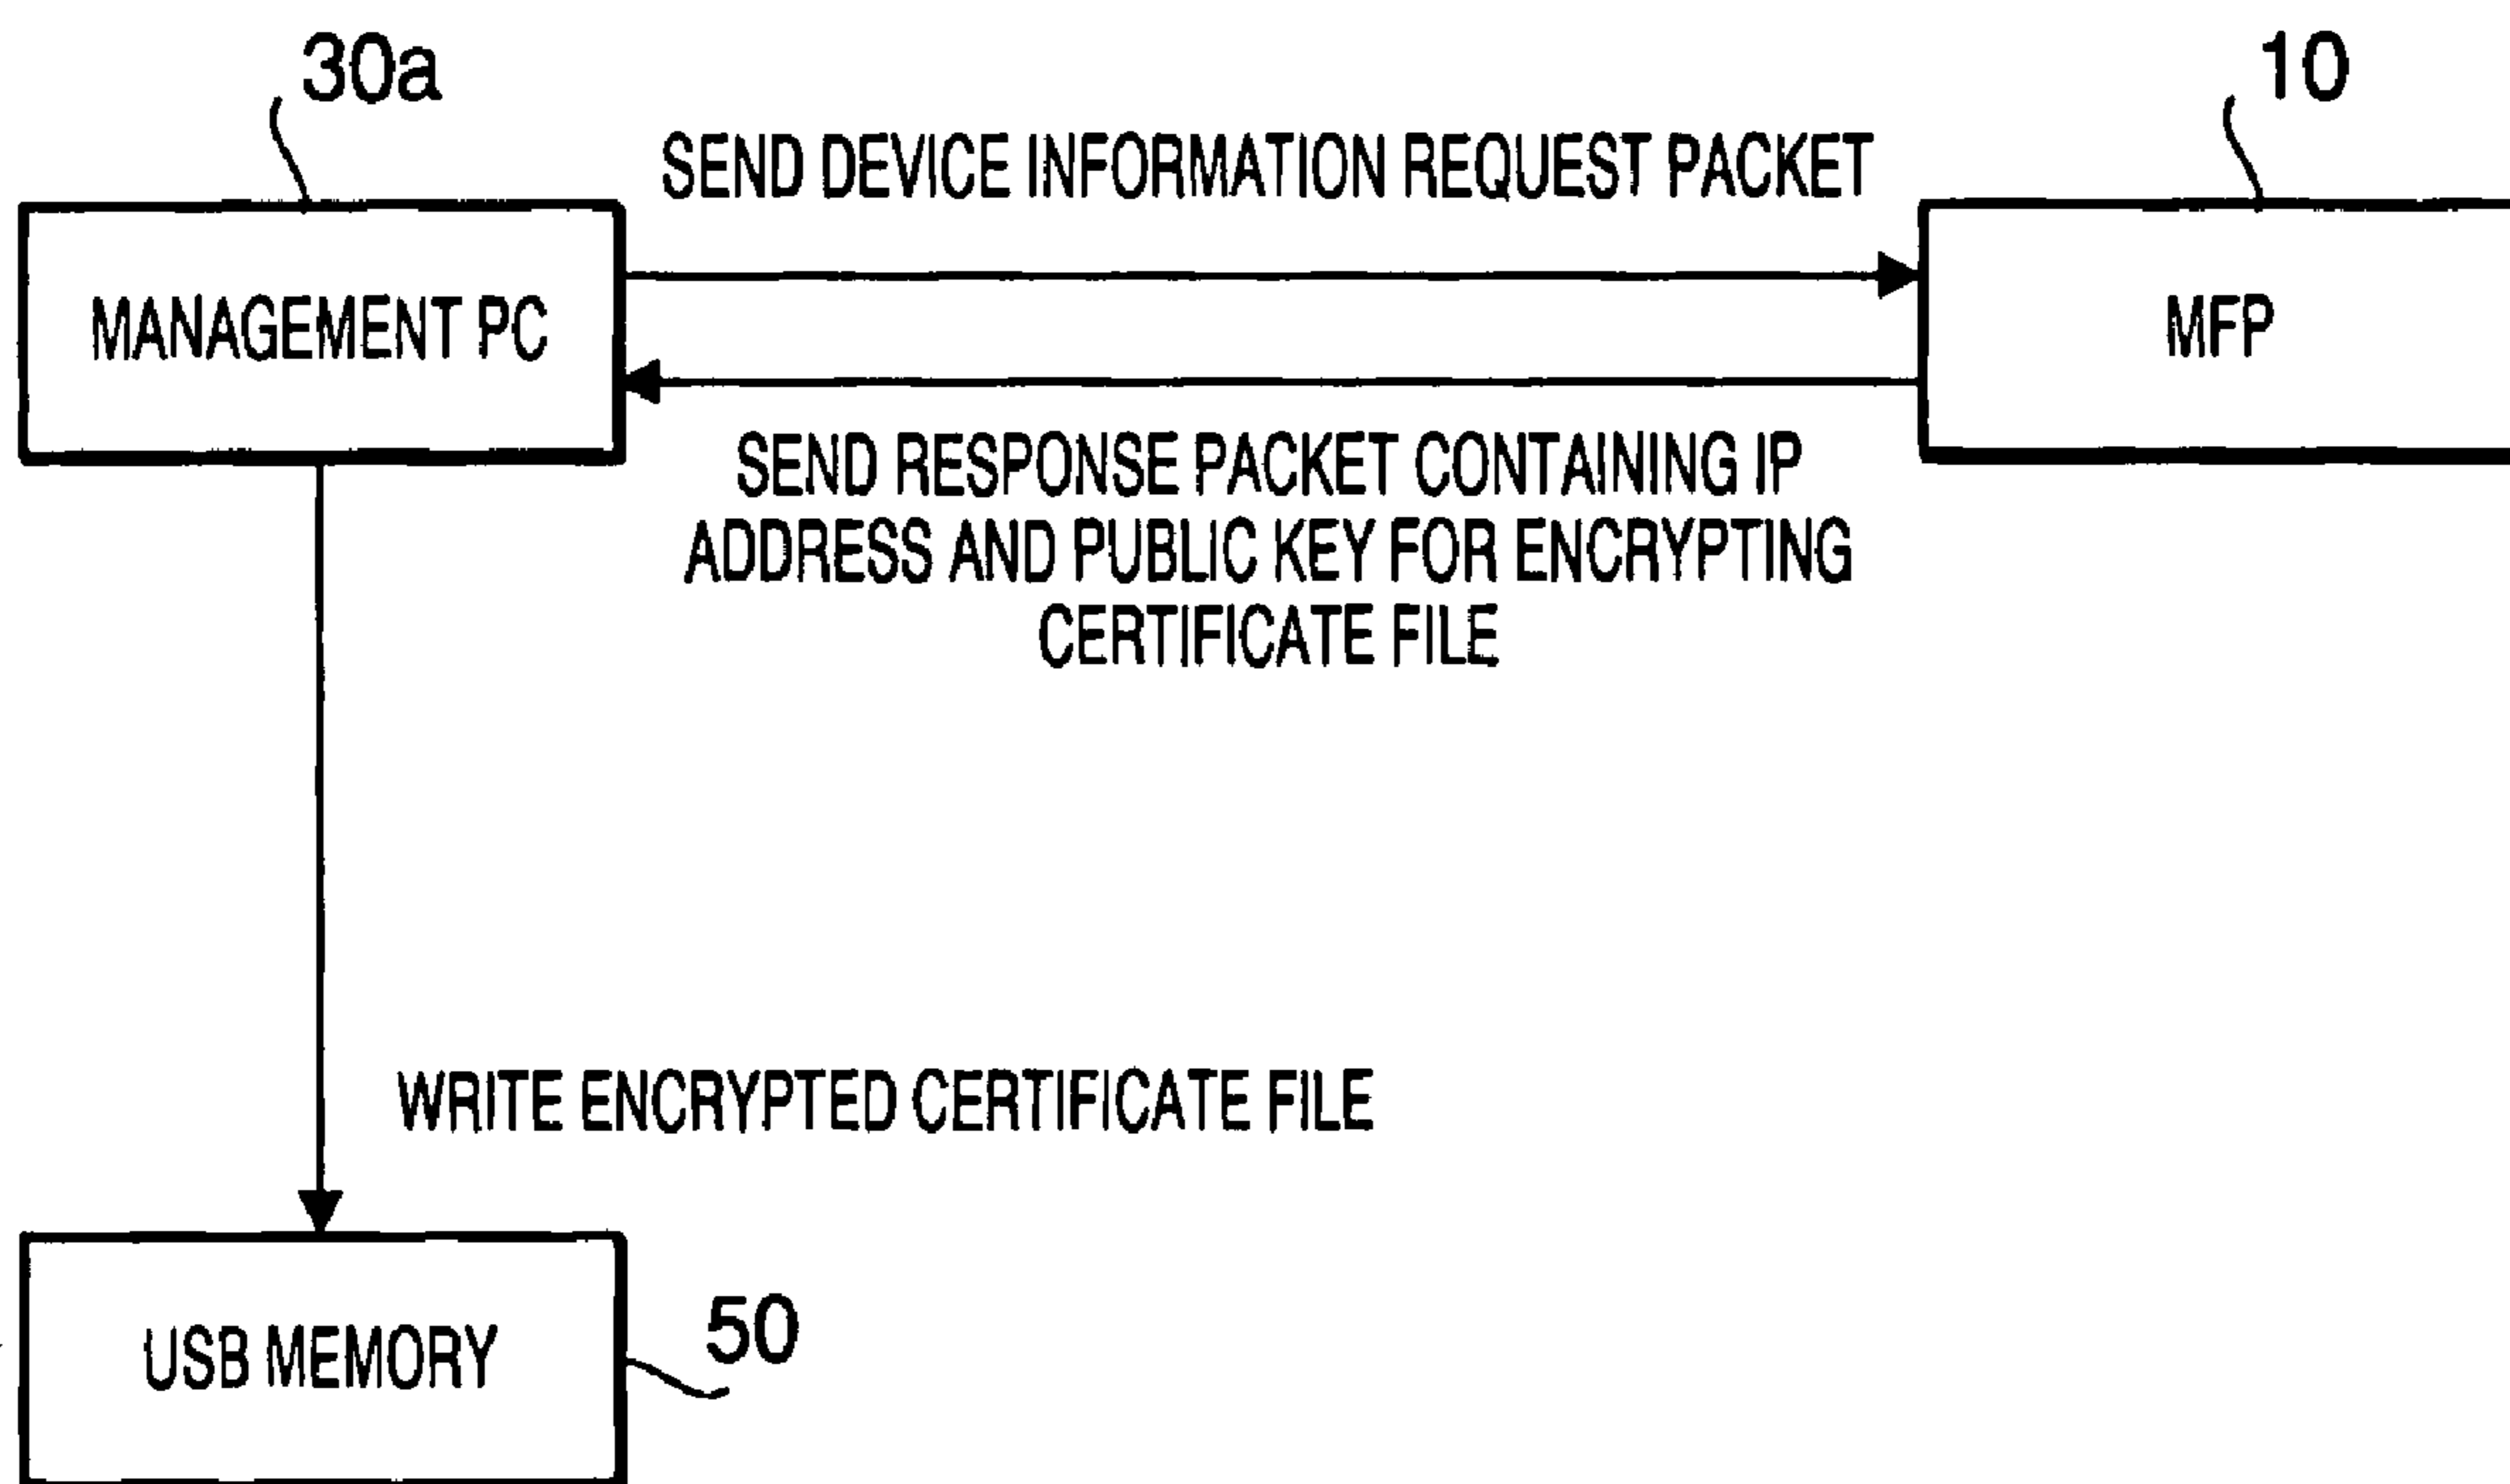 30a
10
SEND DEVICE INFORMATION REQUEST PACKET
MANAGEMENT PC
MFP
SEND RESPONSE PACKET CONTAINING IP
ADDRESS AND PUBLIC KEY FOR ENCRYPTING
CERTIFICATE FILE
WRITE ENCRYPTED CERTIFICATE FILE
USB MEMORY
50